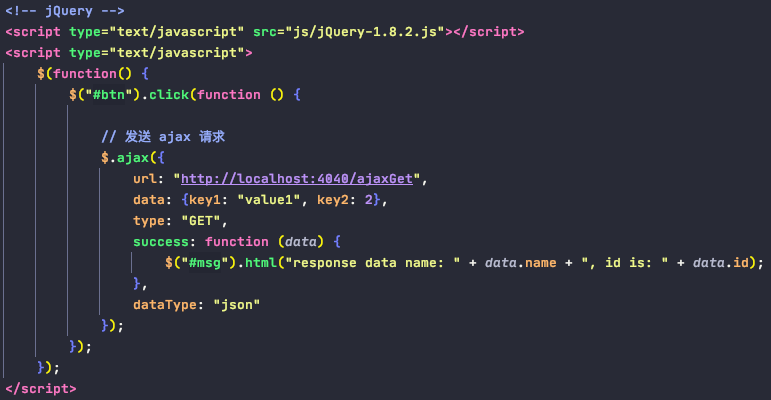 <!-- jQuery -->
<script type="text/javascript" src="js/jQuery-1.8.2.js"></script>
<script type="text/javascript">
    $(function() {
        $("#btn").click(function () {

            // 发送 ajax 请求
            $.ajax({
                url: "http://localhost:4040/ajaxGet",
                data: {key1: "value1", key2: 2},
                type: "GET",
                success: function (data) {
                    $("#msg").html("response data name: " + data.name + ", id is: " + data.id);
                },
                dataType: "json"
            });
        });
    });
</script>